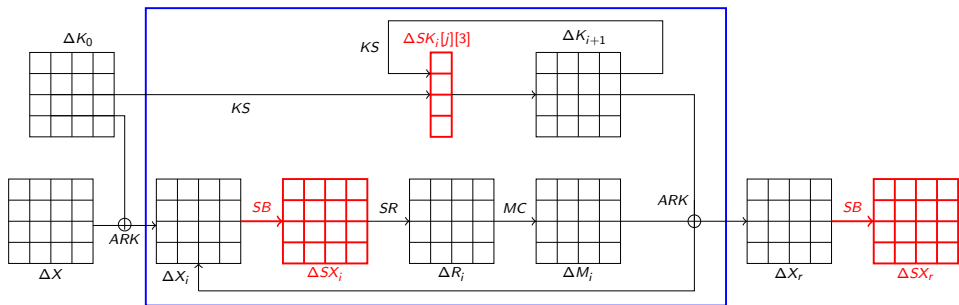 ΔK₀
KS
ΔSKᵢ[j][3]
ΔKᵢ₊₁
KS
ARK
SB
SR
MC
ARK
SB
ΔX
ΔXᵢ
ΔSXᵢ
ΔRᵢ
ΔMᵢ
ΔXᵣ
ΔSXᵣ